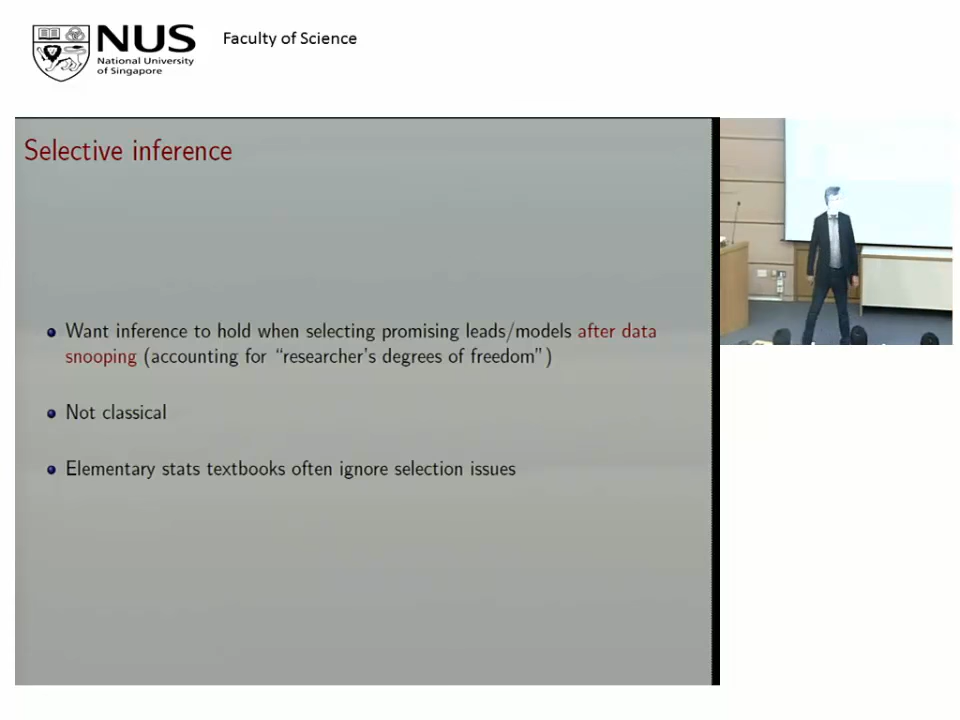 NUS
National University
of Singapore
Faculty of Science
Selective inference
Want inference to hold when selecting promising leads/models after data
snooping (accounting for "researcher's degrees of freedom")
Not classical
Elementary stats textbooks often ignore selection issues